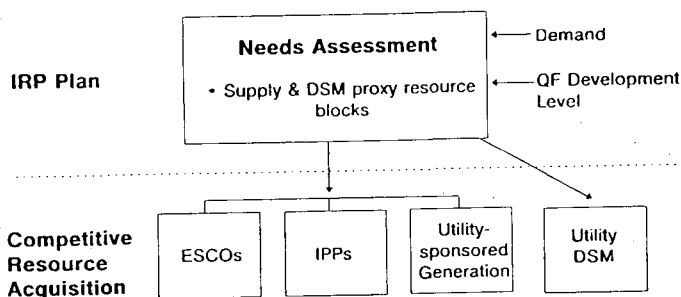 Needs Assessment
• Supply & DSM proxy resource
blocks
Demand
QF Development
Level
IRP Plan
Competitive
Resource
Acquisition
ESCOs
IPPs
Utility-
sponsored
Generation
Utility
DSM